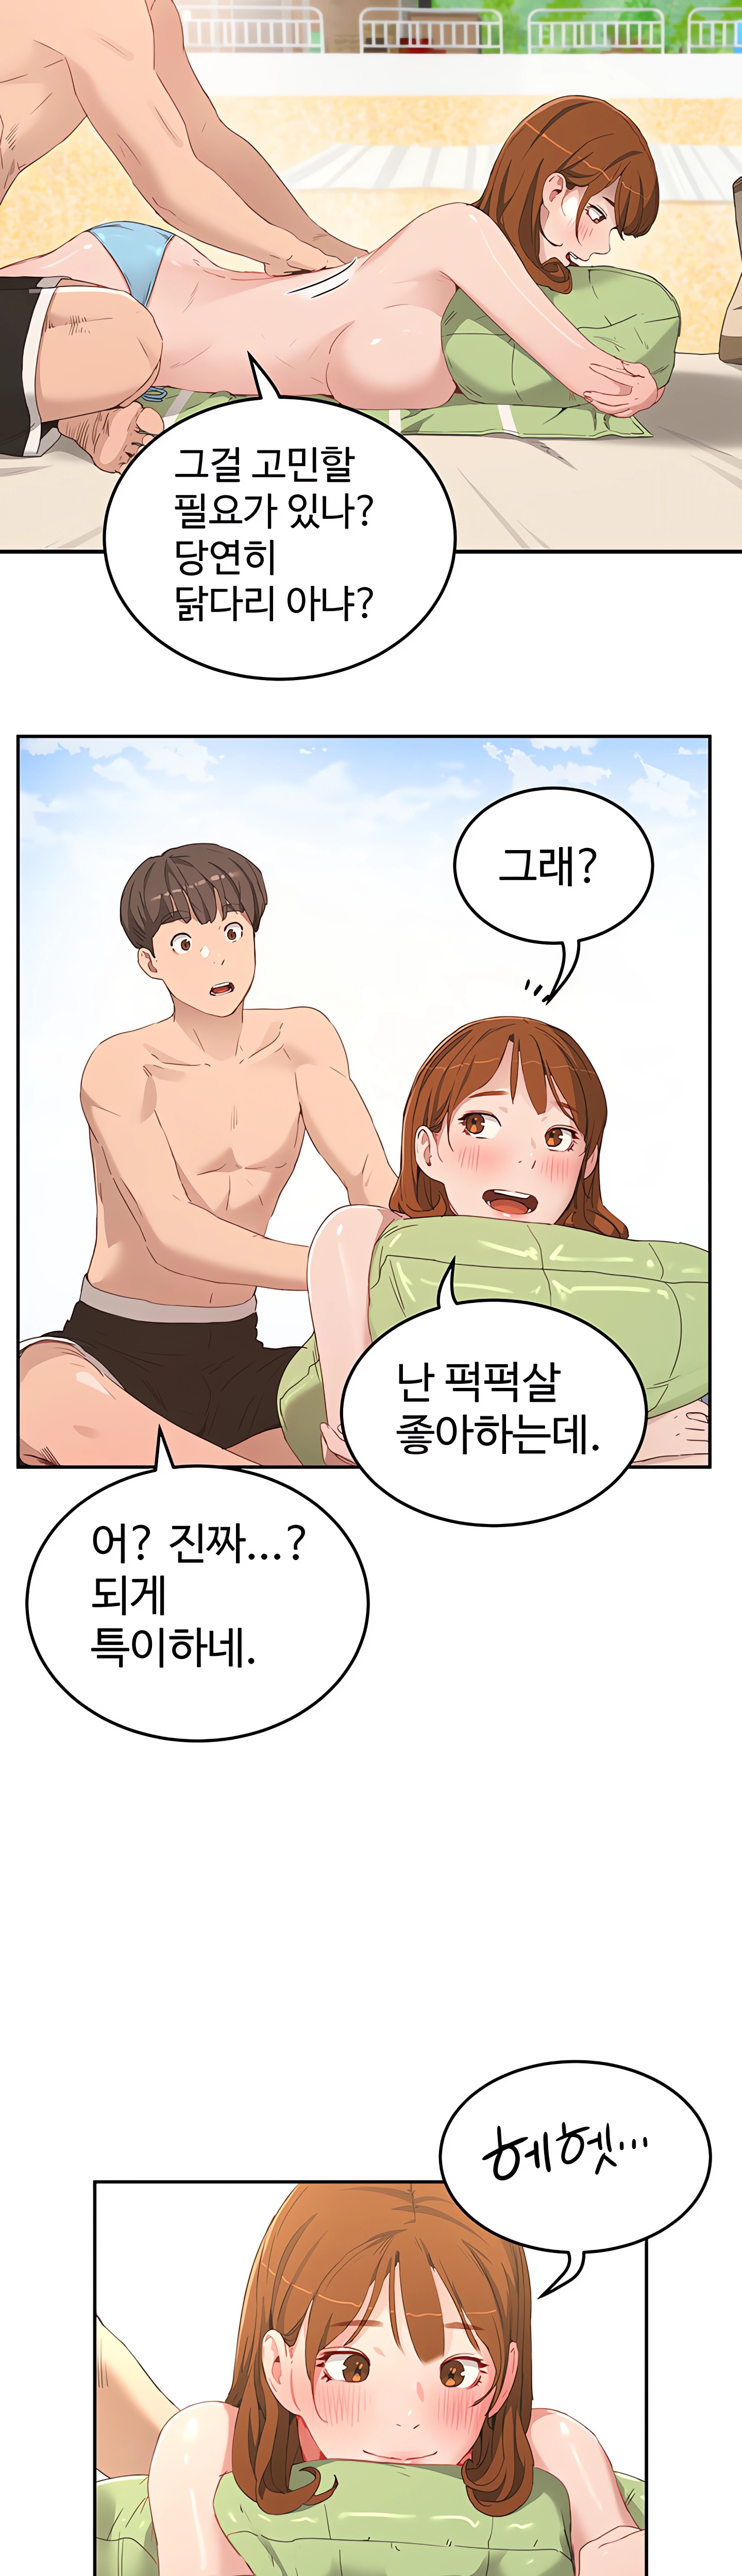 그걸 고민할
필요가 있나?
당연히
닭다리 아냐?
그래?
난 퍽퍽살
좋아하는데.
어? 진짜...?
되게
특이하네.
헤헷...